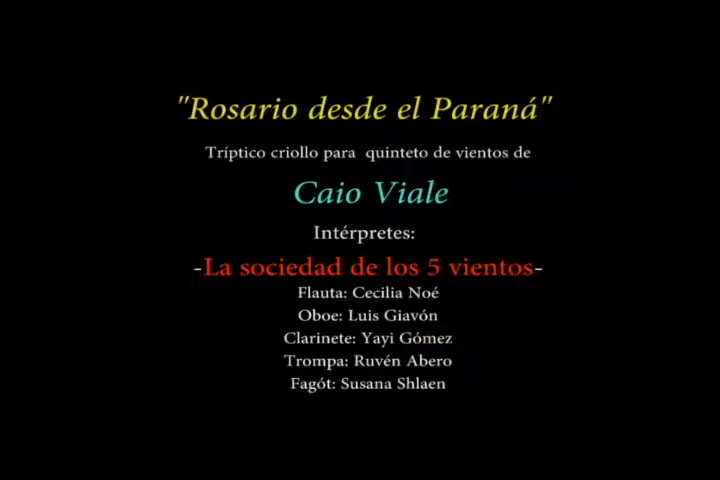 "Rosario desde el Paraná"
Tríptico criollo para quinteto de vientos de
Caio Viale
Intérpretes:
-La sociedad de los 5 vientos-
Flauta: Cecilia Noé
Oboe: Luis Giavón
Clarinete: Yayi Gómez
Trompa: Ruvén Abero
Fagót: Susana Shlaen